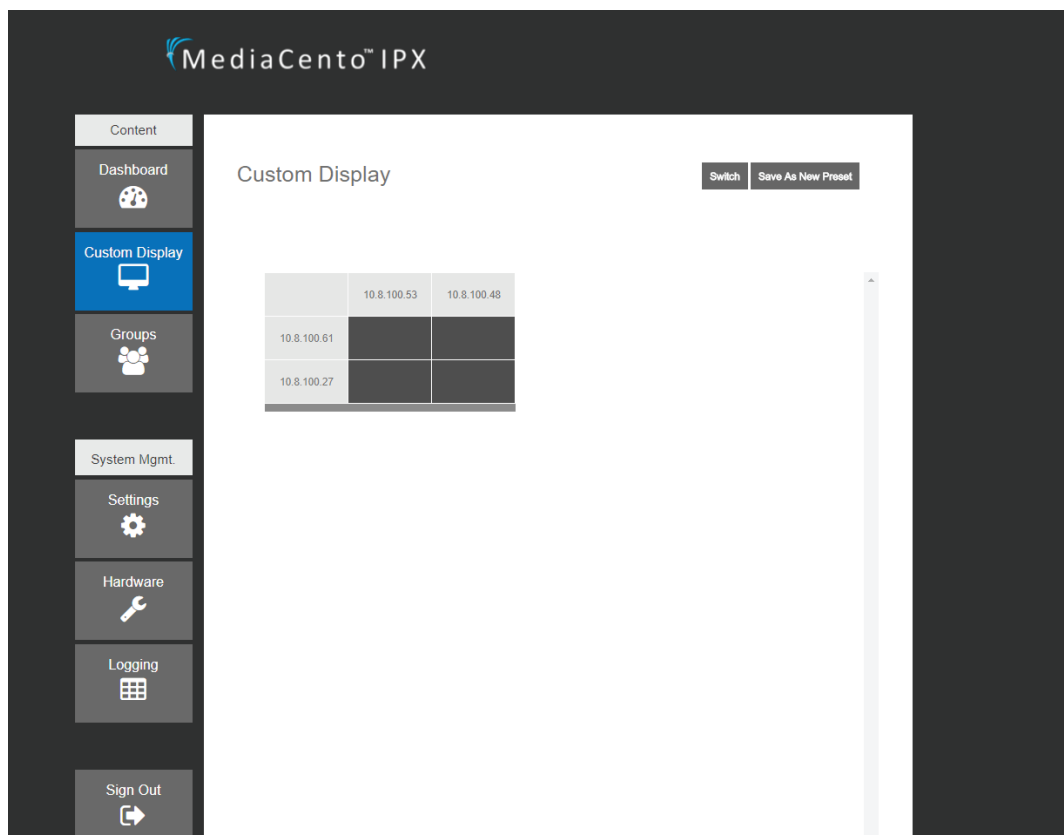 MediaCento™ IPX
Content
Dashboard
Custom Display
Groups
System Mgmt.
Settings
Hardware
Logging
Sign Out
Custom Display
Switch
Save As New Preset
10.8.100.53 10.8.100.48
10.8.100.61
10.8.100.27